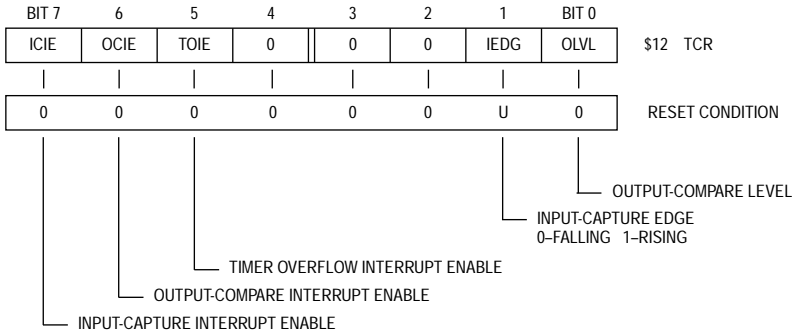 BIT 7 6 5 4 3 2 1 BIT 0
ICIE OCIE TOIE 0 0 0 IEDG OLVL $12 TCR
0 0 0 0 0 0 U 0 RESET CONDITION
OUTPUT-COMPARE LEVEL
INPUT-CAPTURE EDGE
0–FALLING 1–RISING
TIMER OVERFLOW INTERRUPT ENABLE
OUTPUT-COMPARE INTERRUPT ENABLE
INPUT-CAPTURE INTERRUPT ENABLE